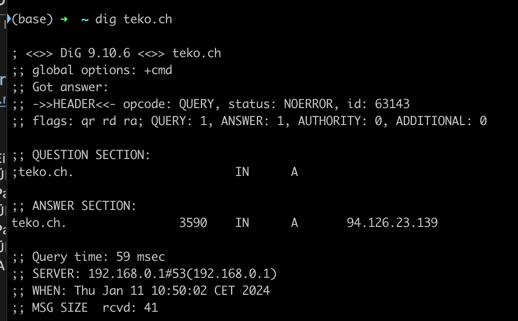 (base) ➜ ~ dig teko.ch
; <<>> DiG 9.10.6 <<>> teko.ch
;; global options: +cmd
;; Got answer:
;; ->>HEADER<<- opcode: QUERY, status: NOERROR, id: 63143
;; flags: qr rd ra; QUERY: 1, ANSWER: 1, AUTHORITY: 0, ADDITIONAL: 0
;; QUESTION SECTION:
;teko.ch. IN A
;; ANSWER SECTION:
teko.ch. 3590 IN A 94.126.23.139
;; Query time: 59 msec
;; SERVER: 192.168.0.1#53(192.168.0.1)
;; WHEN: Thu Jan 11 10:50:02 CET 2024
;; MSG SIZE rcvd: 41